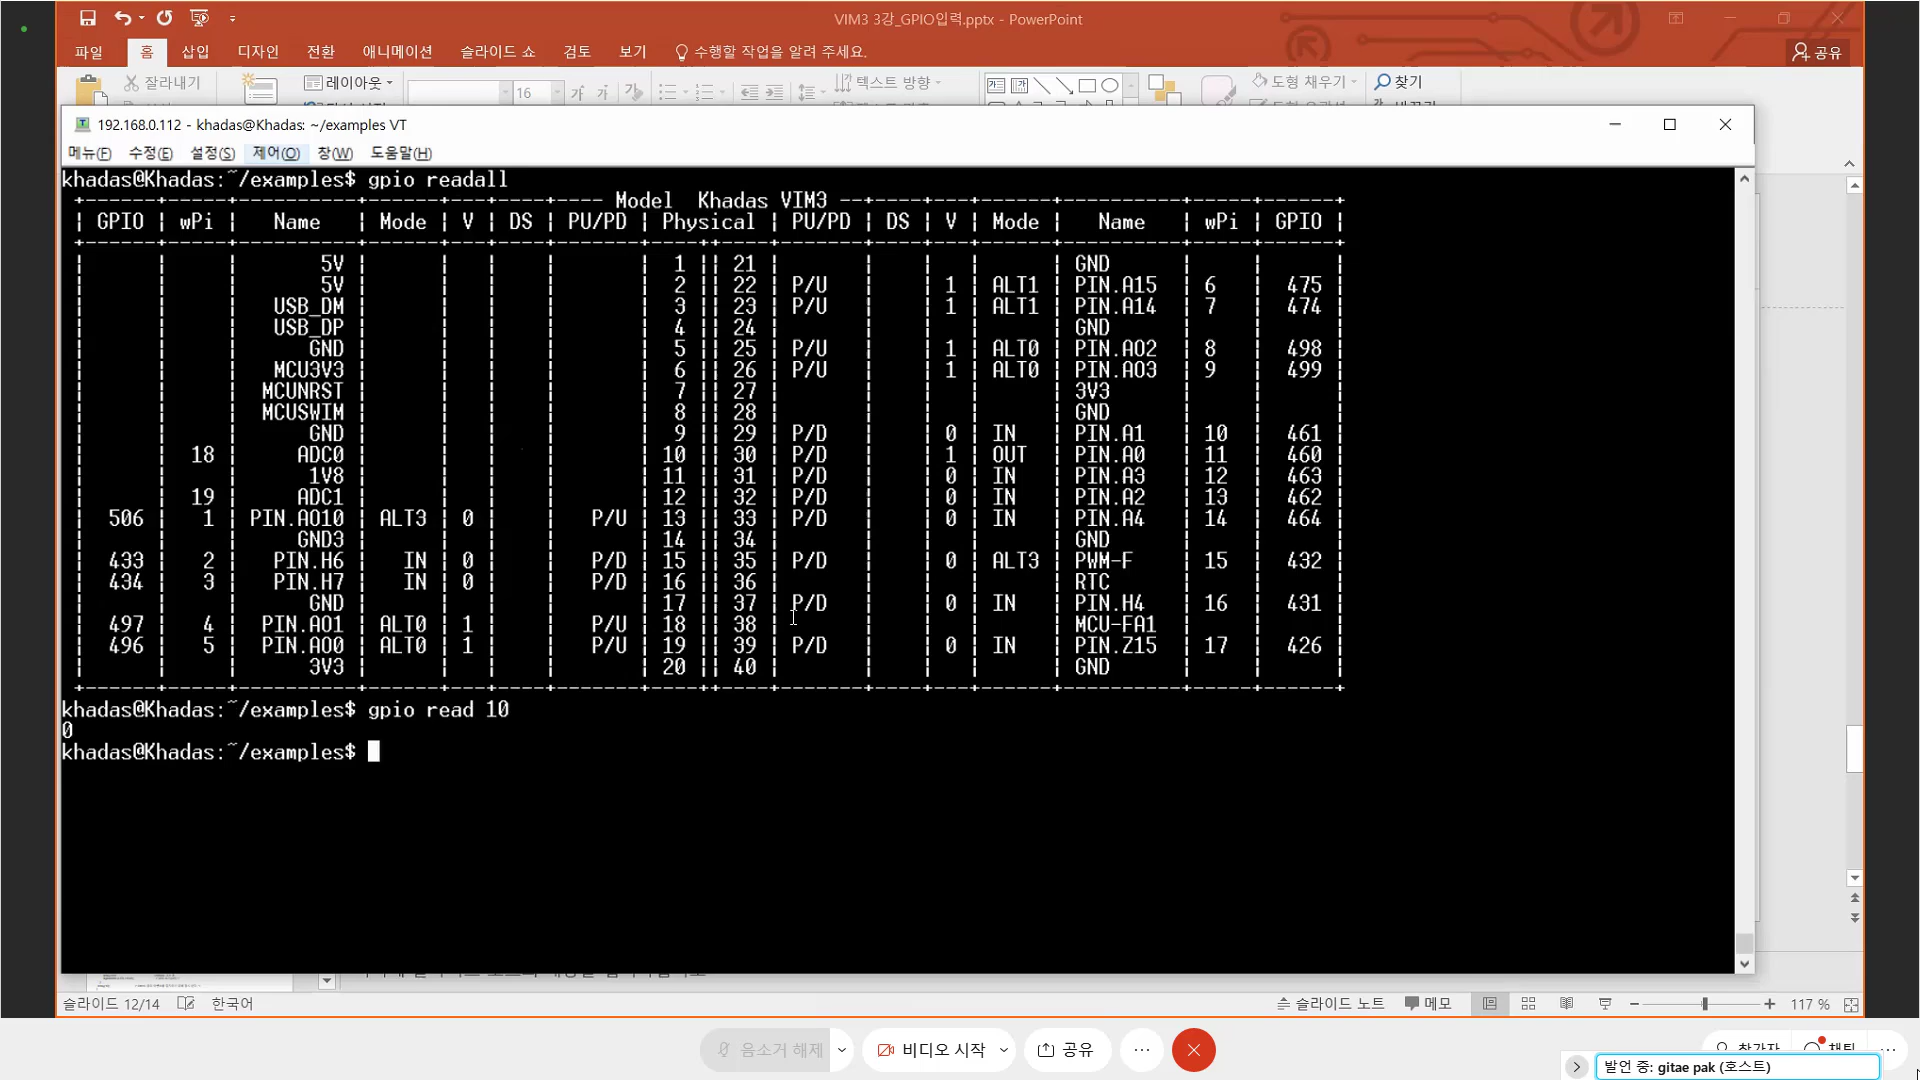 VIM3 3강_GPIO입력.pptx - PowerPoint
파일 홈 삽입 디자인 전환 애니메이션 슬라이드 쇼 검토 보기 수행할 작업을 알려 주세요. 공유
잘라내기 레이아웃 16 가 가 텍스트 방향 도형 채우기 찾기
192.168.0.112 - khadas@Khadas: ~/examples VT
메뉴(F) 수정(E) 설정(S) 제어(O) 창(W) 도움말(H)
khadas@Khadas:~/examples$ gpio readall
Model Khadas VIM3
| GPIO | wPi | Name | Mode | V | DS | PU/PD | Physical | PU/PD | DS | V | Mode | Name | wPi | GPIO |
| | | 5V | | | | | 1 || 21 | | | | | GND | | |
| | | 5V | | | | | 2 || 22 | P/U | | 1 | ALT1 | PIN.A15 | 6 | 475 |
| | | USB_DM | | | | | 3 || 23 | P/U | | 1 | ALT1 | PIN.A14 | 7 | 474 |
| | | USB_DP | | | | | 4 || 24 | | | | | GND | | |
| | | GND | | | | | 5 || 25 | P/U | | 1 | ALT0 | PIN.AO2 | 8 | 498 |
| | | MCU3V3 | | | | | 6 || 26 | P/U | | 1 | ALT0 | PIN.AO3 | 9 | 499 |
| | | MCUNRST | | | | | 7 || 27 | | | | | 3V3 | | |
| | | MCUSWIM | | | | | 8 || 28 | | | | | GND | | |
| | | GND | | | | | 9 || 29 | P/D | | 0 | IN | PIN.A1 | 10 | 461 |
| | 18 | ADC0 | | | | | 10 || 30 | P/D | | 1 | OUT | PIN.A0 | 11 | 460 |
| | | 1V8 | | | | | 11 || 31 | P/D | | 0 | IN | PIN.A3 | 12 | 463 |
| | 19 | ADC1 | | | | | 12 || 32 | P/D | | 0 | IN | PIN.A2 | 13 | 462 |
| 506 | 1 | PIN.AO10 | ALT3 | 0 | | P/U | 13 || 33 | P/D | | 0 | IN | PIN.A4 | 14 | 464 |
| | | GND3 | | | | | 14 || 34 | | | | | GND | | |
| 433 | 2 | PIN.H6 | IN | 0 | | P/D | 15 || 35 | P/D | | 0 | ALT3 | PWM-F | 15 | 432 |
| 434 | 3 | PIN.H7 | IN | 0 | | P/D | 16 || 36 | | | | | RTC | | |
| | | GND | | | | | 17 || 37 | P/D | | 0 | IN | PIN.H4 | 16 | 431 |
| 497 | 4 | PIN.AO1 | ALT0 | 1 | | P/U | 18 || 38 | | | | | MCU-FA1 | | |
| 496 | 5 | PIN.AO0 | ALT0 | 1 | | P/U | 19 || 39 | P/D | | 0 | IN | PIN.Z15 | 17 | 426 |
| | | 3V3 | | | | | 20 || 40 | | | | | GND | | |
khadas@Khadas:~/examples$ gpio read 10
0
khadas@Khadas:~/examples$
슬라이드 12/14 한국어 슬라이드 노트 메모 117 %
음소거 해제 비디오 시작 공유 ... 참가자 채팅 ...
발언 중: gitae pak (호스트)